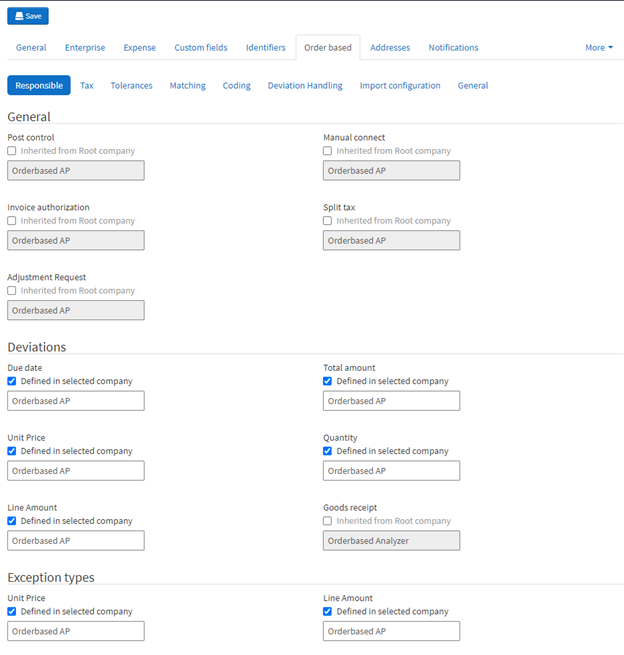 Save
General Enterprise Expense Custom fields Identifiers Order based Addresses Notifications More
Responsible Tax Tolerances Matching Coding Deviation Handling Import configuration General
General
Post control Manual connect
Inherited from Root company Inherited from Root company
Orderbased AP Orderbased AP
Invoice authorization Split tax
Inherited from Root company Inherited from Root company
Orderbased AP Orderbased AP
Adjustment Request
Inherited from Root company
Orderbased AP
Deviations
Due date Total amount
Defined in selected company Defined in selected company
Orderbased AP Orderbased AP
Unit Price Quantity
Defined in selected company Defined in selected company
Orderbased AP Orderbased AP
Line Amount Goods receipt
Defined in selected company Inherited from Root company
Orderbased AP Orderbased Analyzer
Exception types
Unit Price Line Amount
Defined in selected company Defined in selected company
Orderbased AP Orderbased AP